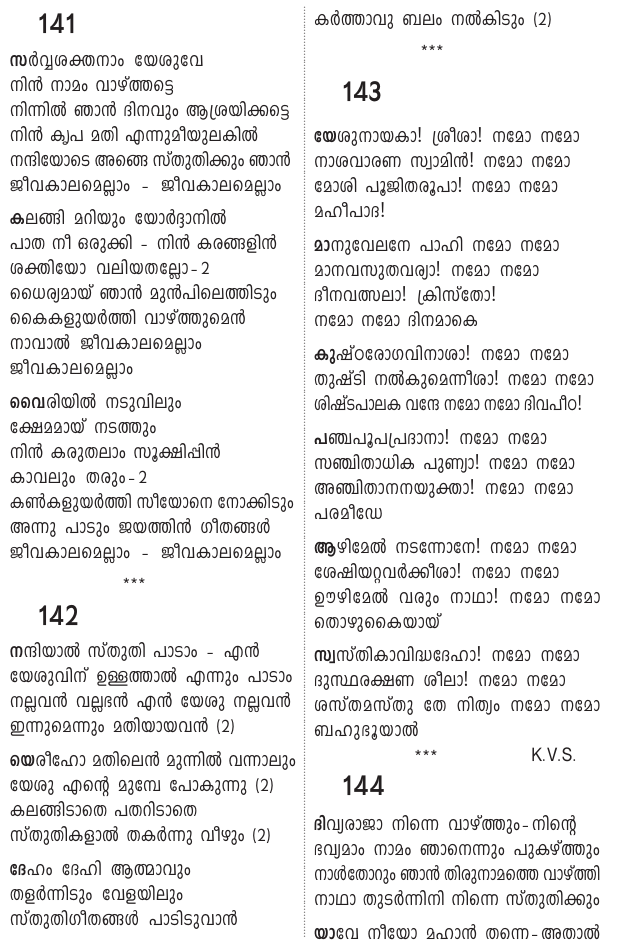 141
സർവ്വശക്തനാം യേശുവേ
നിൻ നാമം വാഴ്ത്തട്ടെ
നിന്നിൽ ഞാൻ ദിനവും ആശ്രയിക്കട്ടെ
നിൻ കൃപ മതി എന്നുമീയുലകിൽ
നന്ദിയോടെ അങ്ങെ സ്തുതിക്കും ഞാൻ
ജീവകാലമെല്ലാം - ജീവകാലമെല്ലാം
കലങ്ങി മറിയും യോർദ്ദാനിൽ
പാത നീ ഒരുക്കി - നിൻ കരങ്ങളിൻ
ശക്തിയോ വലിയതല്ലോ-2
ധൈര്യമായ് ഞാൻ മുൻപിലെത്തിടും
കൈകളുയർത്തി വാഴ്ത്തുമെൻ
നാവാൽ ജീവകാലമെല്ലാം
ജീവകാലമെല്ലാം
വൈരിയിൽ നടുവിലും
ക്ഷേമമായ് നടത്തും
നിൻ കരുതലാം സൂക്ഷിപ്പിൻ
കാവലും തരും-2
കൺകളുയർത്തി സീയോനെ നോക്കിടും
അന്നു പാടും ജയത്തിൻ ഗീതങ്ങൾ
ജീവകാലമെല്ലാം - ജീവകാലമെല്ലാം
***
142
നന്ദിയാൽ സ്തുതി പാടാം - എൻ
യേശുവിന് ഉള്ളത്താൽ എന്നും പാടാം
നല്ലവൻ വല്ലഭൻ എൻ യേശു നല്ലവൻ
ഇന്നുമെന്നും മതിയായവൻ (2)
യെരീഹോ മതിലെൻ മുന്നിൽ വന്നാലും
യേശു എന്റെ മുമ്പേ പോകുന്നു (2)
കലങ്ങിടാതെ പതറിടാതെ
സ്തുതികളാൽ തകർന്നു വീഴും (2)
ദേഹം ദേഹി ആത്മാവും
തളർന്നിടും വേളയിലും
സ്തുതിഗീതങ്ങൾ പാടിടുവാൻ
കർത്താവു ബലം നൽകിടും (2)
***
143
യേശുനായകാ! ശ്രീശാ! നമോ നമോ
നാശവാരണ സ്വാമിൻ! നമോ നമോ
മോശി പൂജിതരൂപാ! നമോ നമോ
മഹീപാദ!
മാനുവേലനേ പാഹി നമോ നമോ
മാനവസുതവര്യാ! നമോ നമോ
ദീനവത്സലാ! ക്രിസ്തോ!
നമോ നമോ ദിനമാകെ
കുഷ്ഠരോഗവിനാശാ! നമോ നമോ
തുഷ്ടി നൽകുമെന്നീശാ! നമോ നമോ
ശിഷ്ടപാലക വന്ദേ നമോ നമോ ദിവപീഠ!
പഞ്ചപൂപപ്രദാനാ! നമോ നമോ
സഞ്ചിതാധിക പുണ്യാ! നമോ നമോ
അഞ്ചിതാനനയുക്താ! നമോ നമോ
പരമീഡേ
ആഴിമേൽ നടന്നോനേ! നമോ നമോ
ശേഷിയറ്റവർക്കീശാ! നമോ നമോ
ഊഴിമേൽ വരും നാഥാ! നമോ നമോ
തൊഴുകൈയായ്
സ്വസ്തികാവിദ്ധദേഹാ! നമോ നമോ
ദുസ്ഥരക്ഷണ ശീലാ! നമോ നമോ
ശസ്തമസ്തു തേ നിത്യം നമോ നമോ
ബഹുഭൂയാൽ
*** K.V.S.
144
ദിവ്യരാജാ നിന്നെ വാഴ്ത്തും-നിന്റെ
ഭവ്യമാം നാമം ഞാനെന്നും പുകഴ്ത്തും
നാൾതോറും ഞാൻ തിരുനാമത്തെ വാഴ്ത്തി
നാഥാ തുടർന്നിനി നിന്നെ സ്തുതിക്കും
യാവേ നീയോ മഹാൻ തന്നെ-അതാൽ